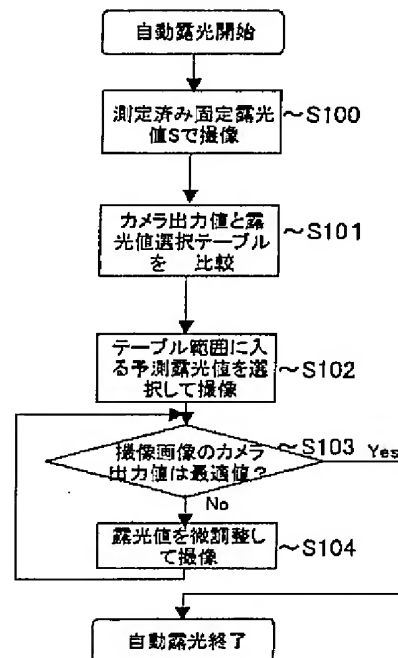 自動露光開始
測定済み固定露光
値Sで撮像
~S100
カメラ出力値と露
光値選択テーブル
を 比較
~S101
テーブル範囲に入
る予測露光値を選
択して撮像
~S102
撮像画像のカメラ
出力値は最適値?
~S103
Yes
No
露光値を微調整し
て撮像
~S104
自動露光終了